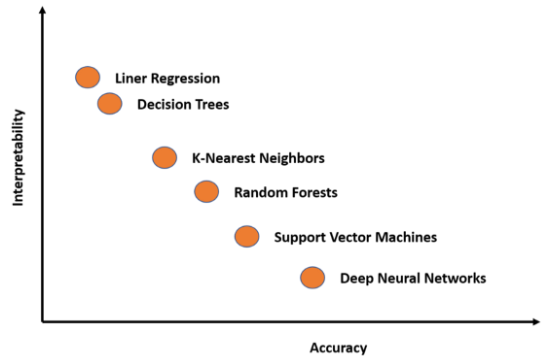 Liner Regression
Decision Trees
K-Nearest Neighbors
Random Forests
Support Vector Machines
Deep Neural Networks
Interpretability
Accuracy